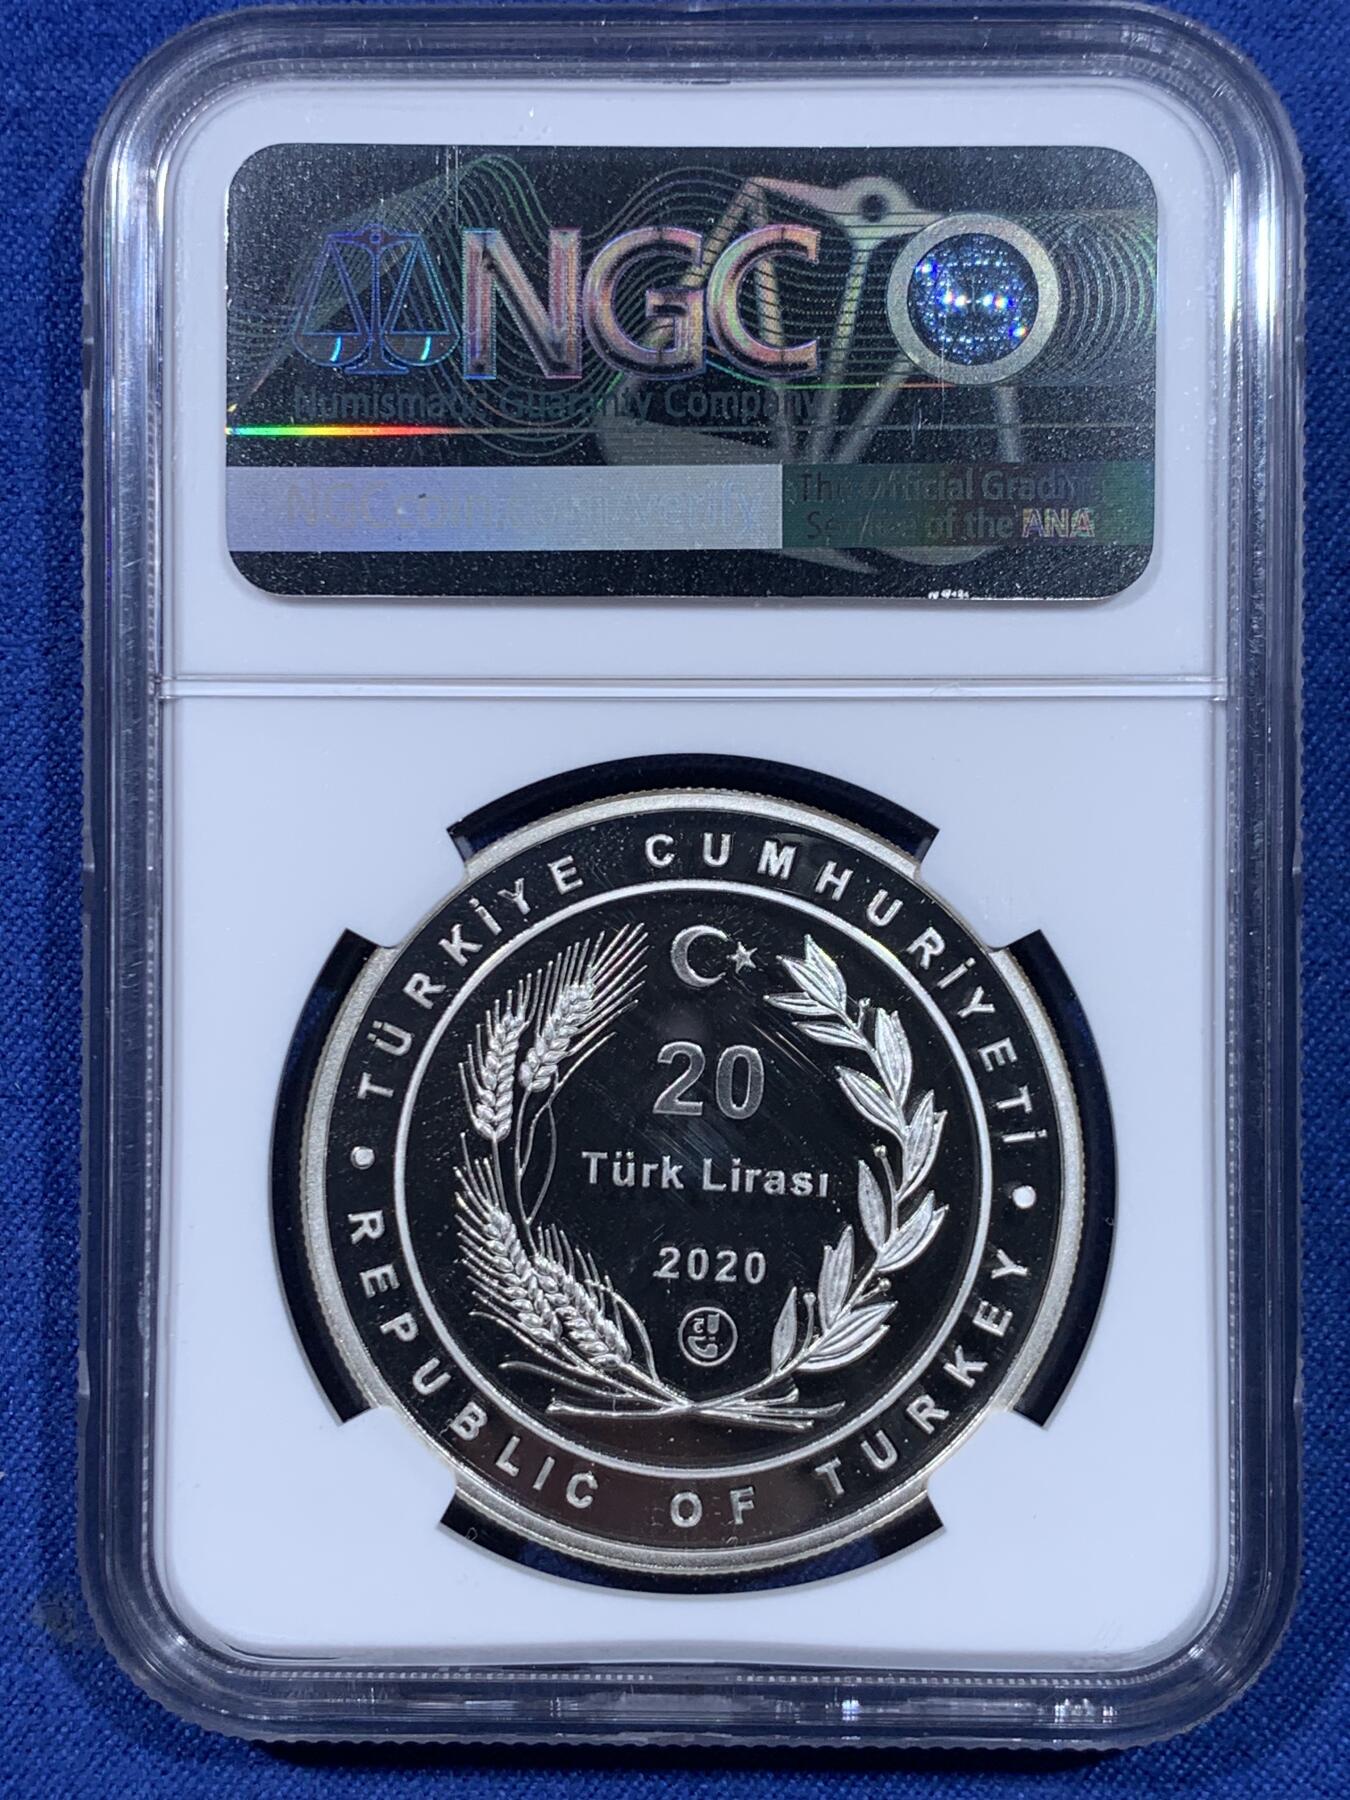 NGC
Numismatic Guaranty Company
NGCcoin.com/verify
The Official Grading
Service of the ANA
TÜRKİYE CUMHURİYETİ
20
Türk Lirası
2020
• REPUBLIC OF TURKEY •